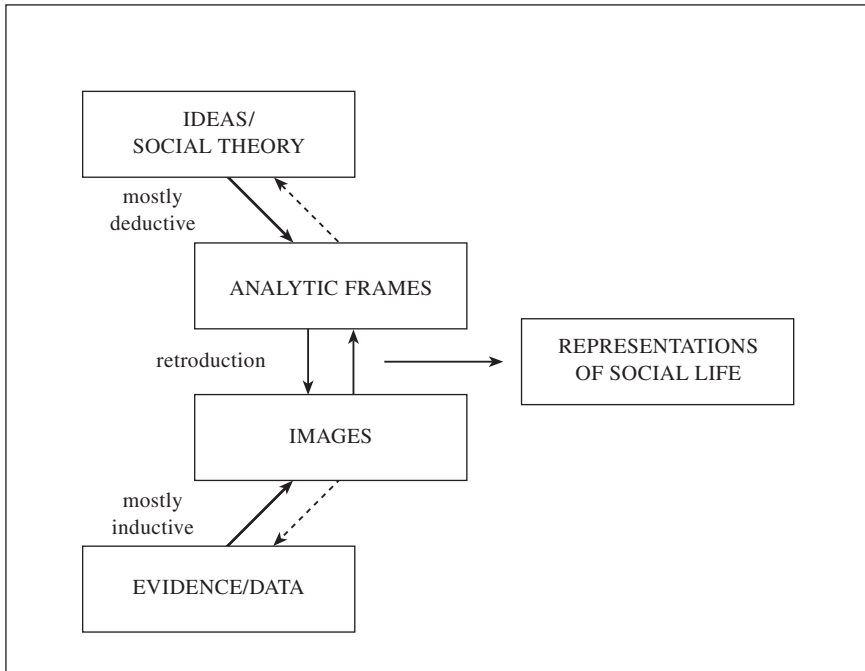 IDEAS/
SOCIAL THEORY
mostly
deductive
ANALYTIC FRAMES
retroduction
REPRESENTATIONS
OF SOCIAL LIFE
IMAGES
mostly
inductive
EVIDENCE/DATA